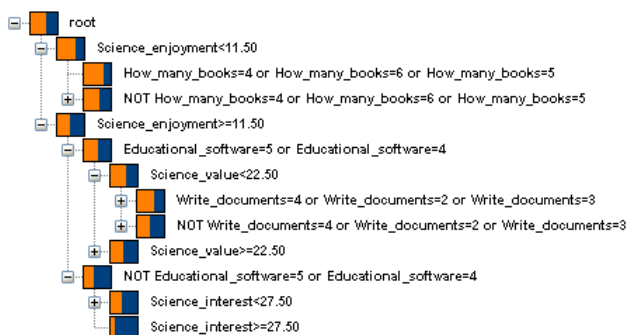 root
Science_enjoyment<11.50
How_many_books=4 or How_many_books=6 or How_many_books=5
NOT How_many_books=4 or How_many_books=6 or How_many_books=5
Science_enjoyment>=11.50
Educational_software=5 or Educational_software=4
Science_value<22.50
Write_documents=4 or Write_documents=2 or Write_documents=3
NOT Write_documents=4 or Write_documents=2 or Write_documents=3
Science_value>=22.50
NOT Educational_software=5 or Educational_software=4
Science_interest<27.50
Science_interest>=27.50